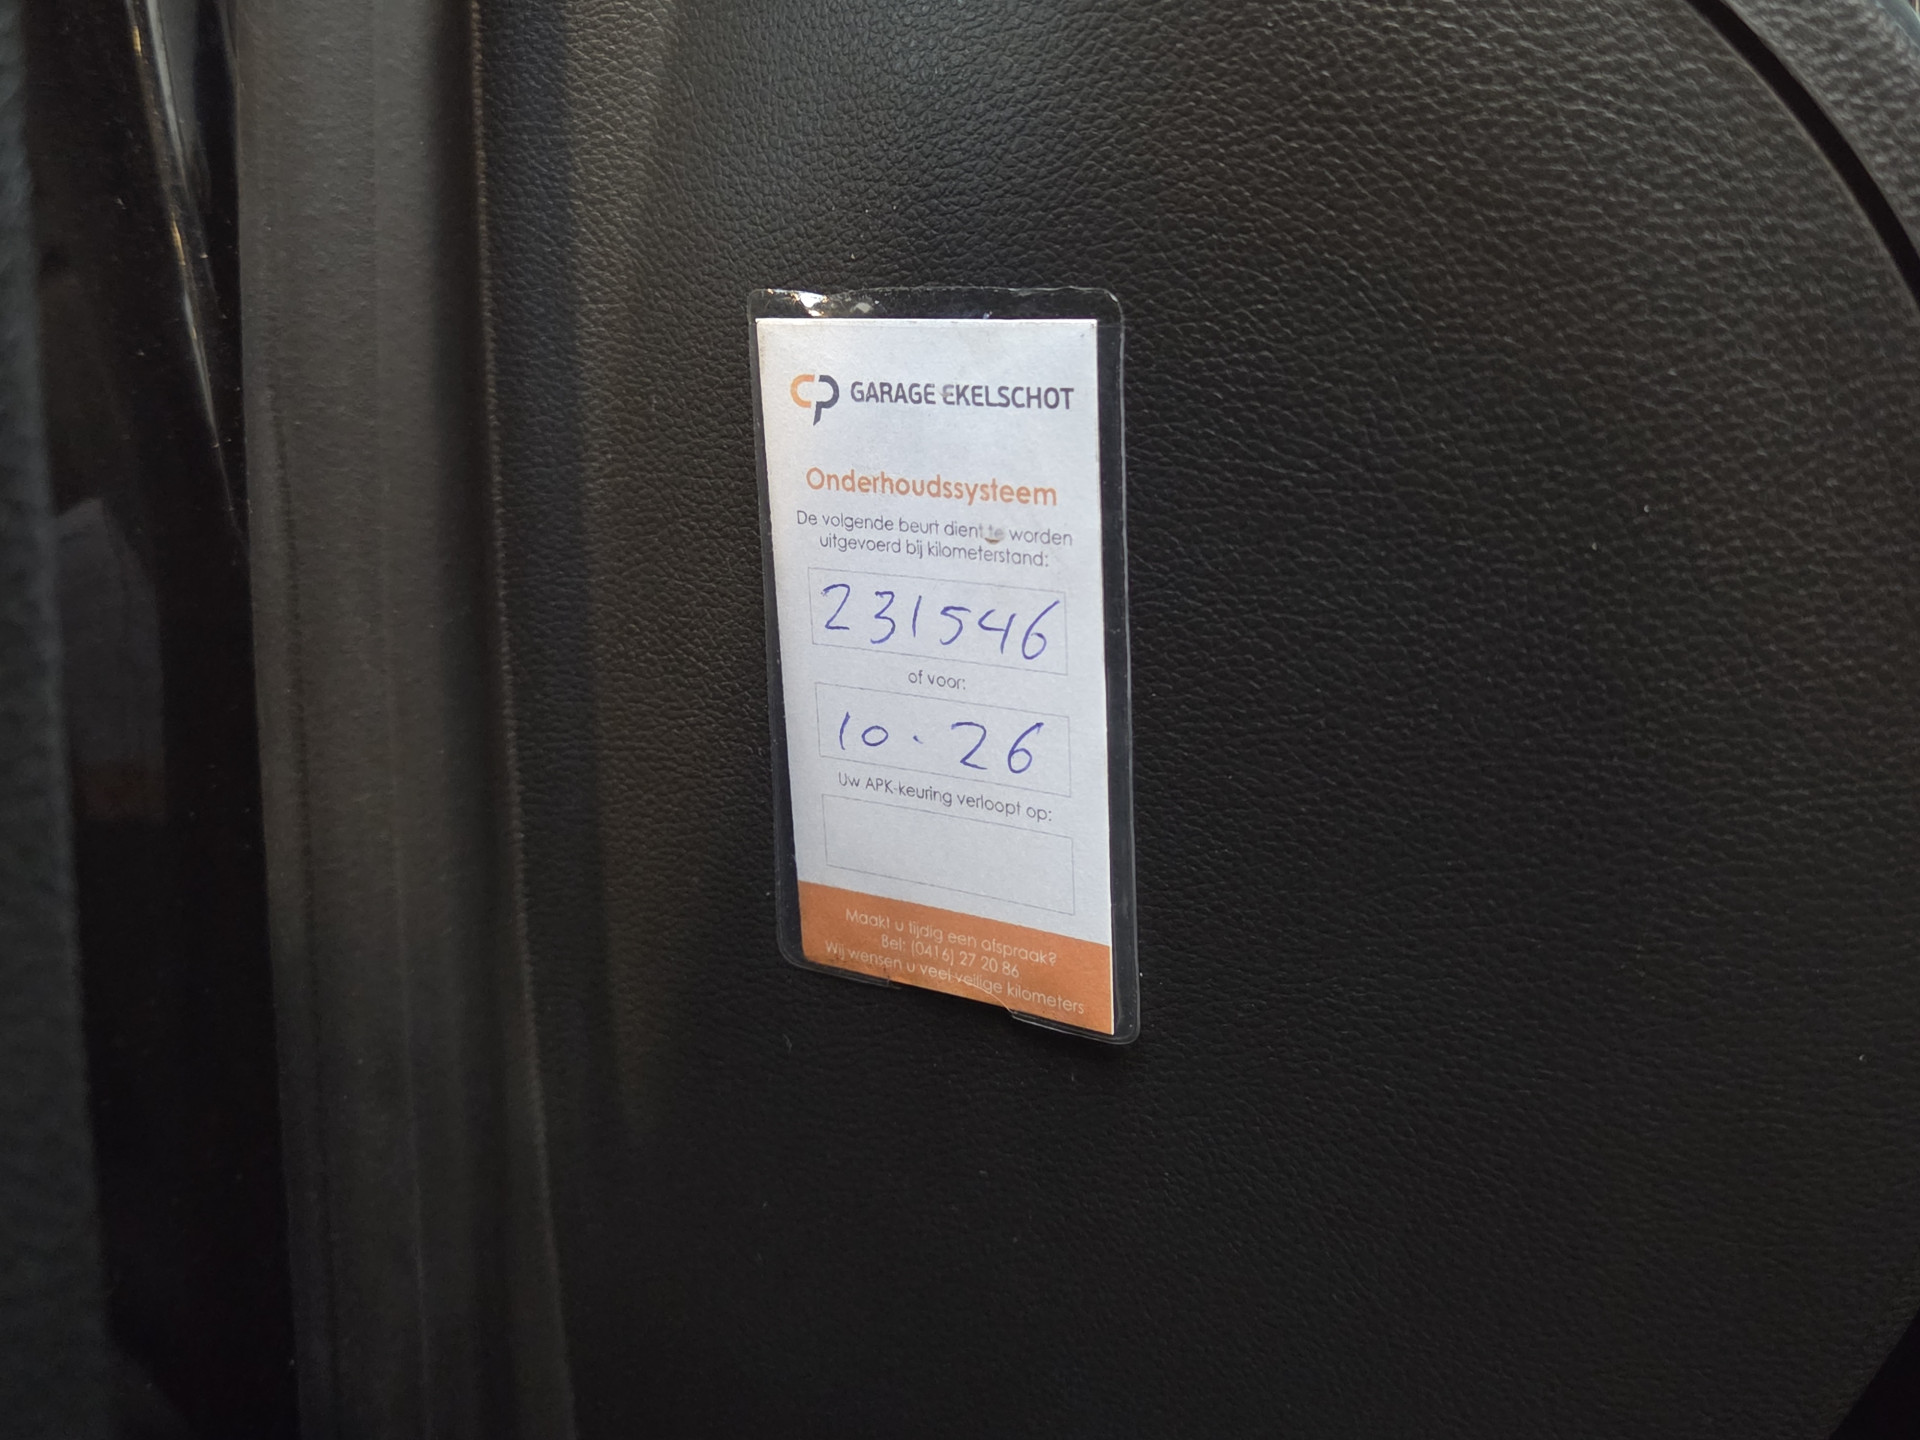 CP GARAGE EKELSCHOT
Onderhoudssysteem
De volgende beurt dient te worden
uitgevoerd bij kilometerstand:
231546
of voor:
10 · 26
Uw APK-keuring verloopt op:
Maakt u tijdig een afspraak?
Bel: (0416) 27 20 86
Wij wensen u veel veilige kilometers